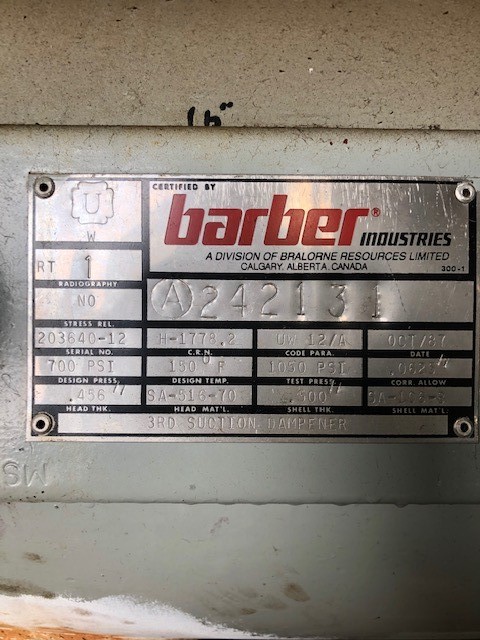 16"
CERTIFIED BY
U
W
barber® INDUSTRIES
A DIVISION OF BRALORNE RESOURCES LIMITED
CALGARY, ALBERTA, CANADA
300-1
RT 1
RADIOGRAPHY
NO
STRESS REL.
A 242131
203640-12 H-1778.2 UW 12/A OCT/87
SERIAL NO. C.R.N. CODE PARA. DATE
700 PSI 150 °F 1050 PSI .0625"
DESIGN PRESS. DESIGN TEMP. TEST PRESS. CORR. ALLOW
.456" SA-516-70 .500"
HEAD THK. HEAD MAT'L. SHELL THK. SHELL MAT'L.
3RD SUCTION DAMPENER